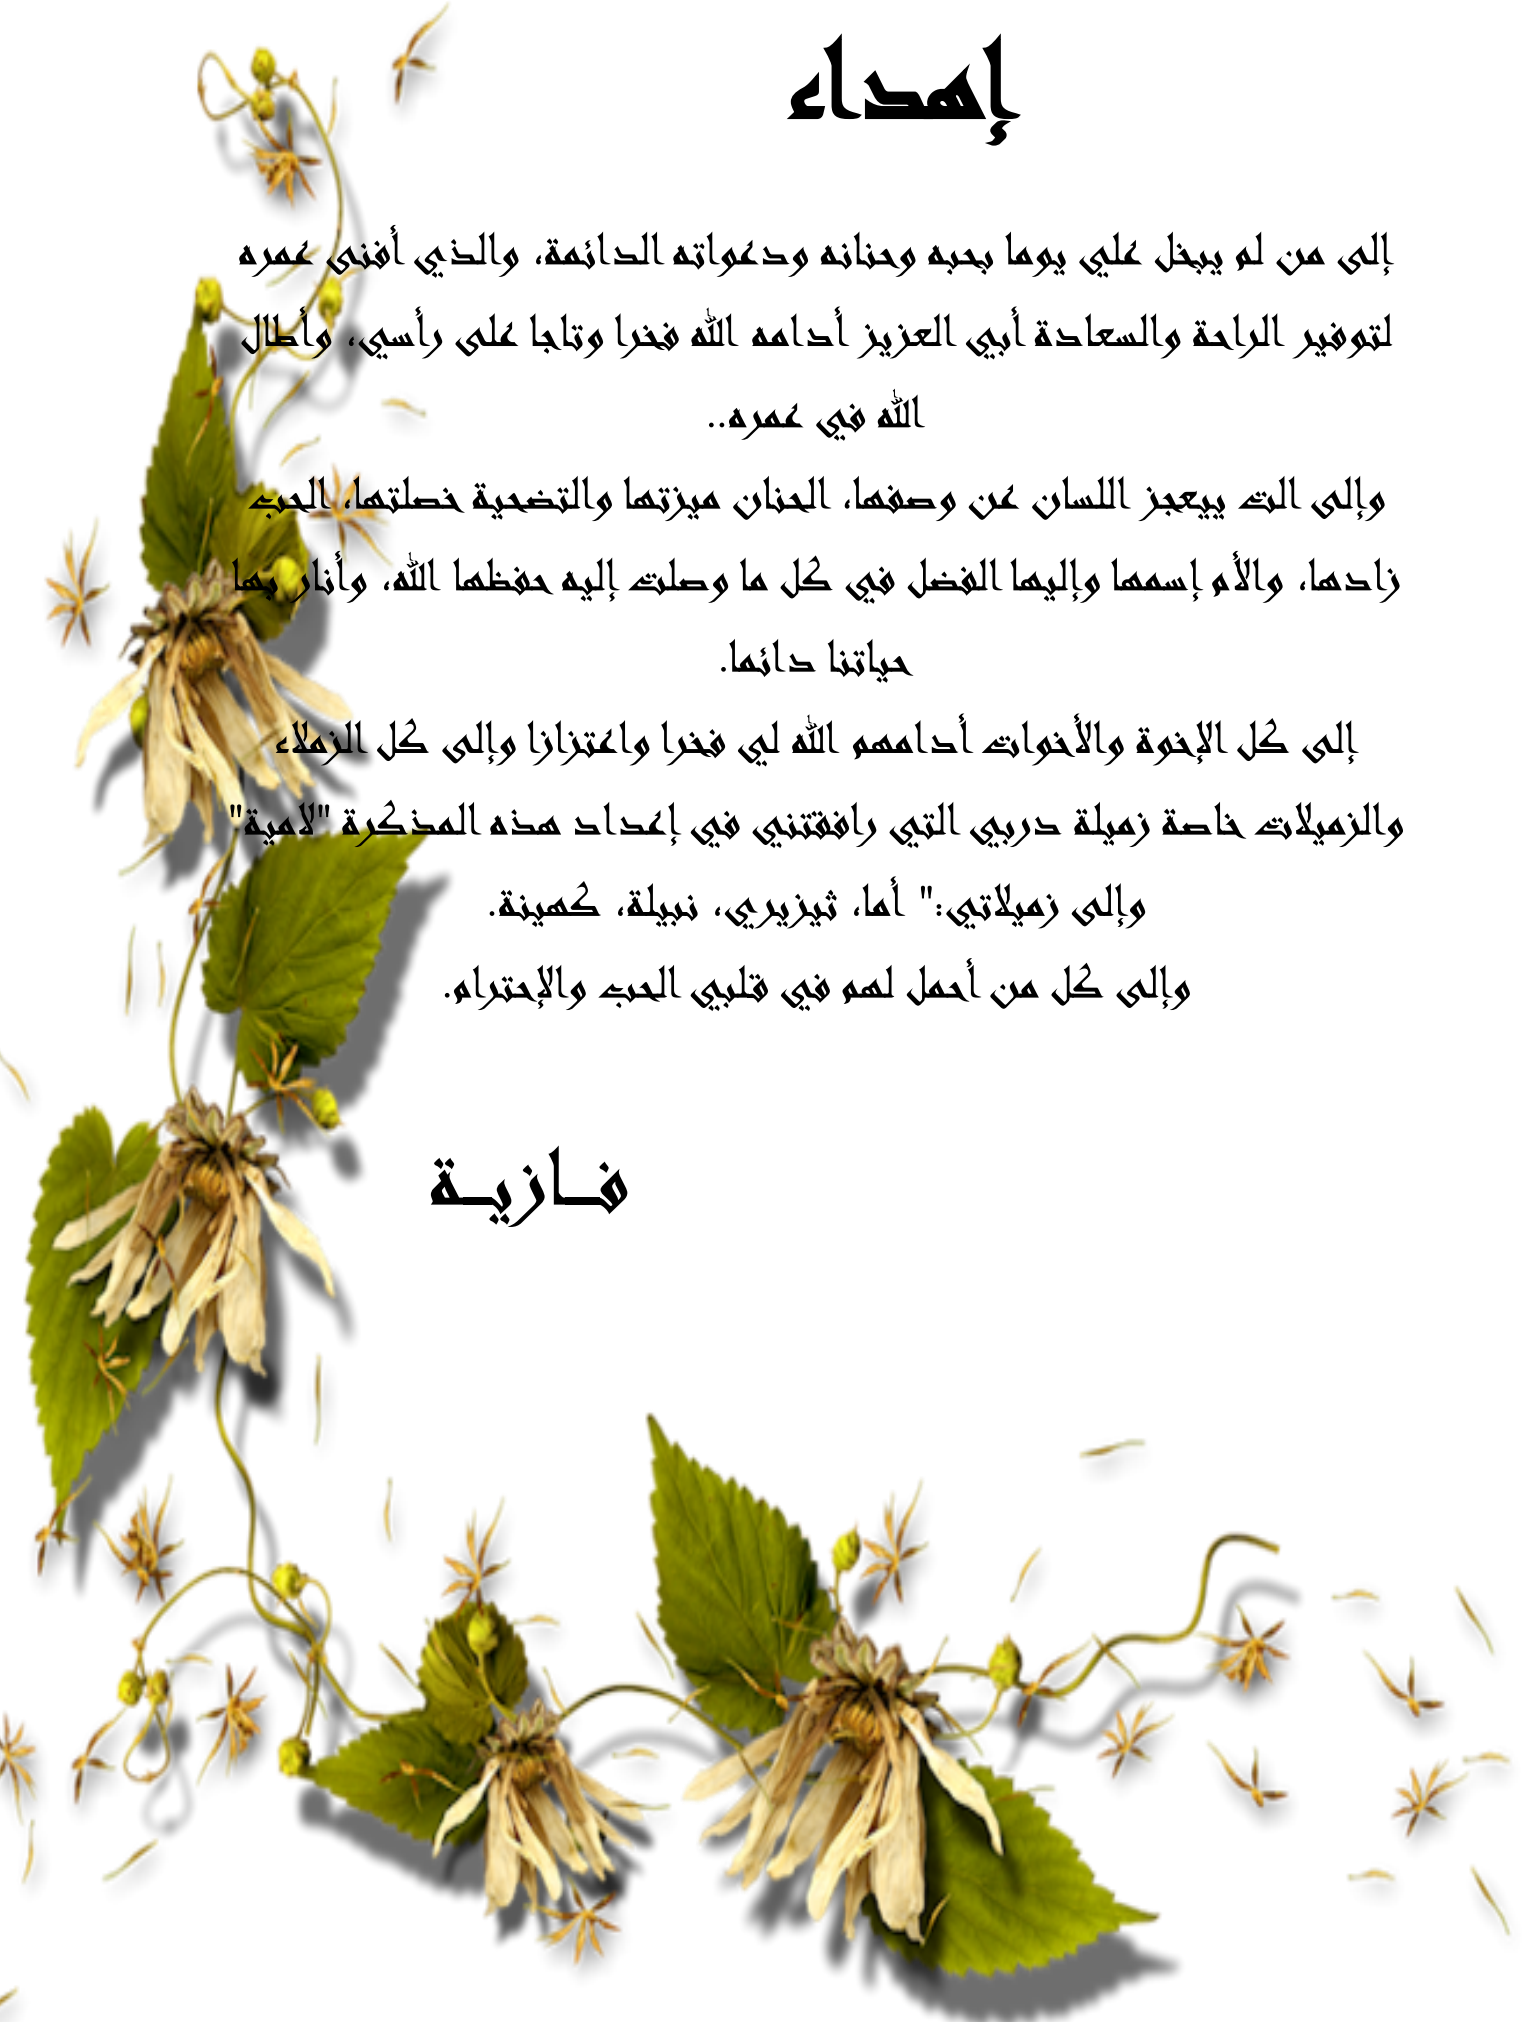 إهداء
إلى من لم يبخل علي يوما بحبه وحنانه ودعواته الدائمة، والذي أفنى عمره
لتوفير الراحة والسعادة أبي العزيز أدامه الله فخرا وتاجا على رأسي، وأطال
الله في عمره..
وإلى الت ييعجز اللسان عن وصفها، الحنان ميزتها والتضحية خصلتها، الحب
زادها، والأم إسمها وإليها الفضل في كل ما وصلت إليه حفظها الله، وأنار بها
حياتنا دائما.
إلى كل الإخوة والأخوات أدامهم الله لي فخرا واعتزازا وإلى كل الزملاء
والزميلات خاصة زميلة دربي التي رافقتني في إعداد هذه المذكرة "لامية"
وإلى زميلاتي:" أما، ثيزيري، نبيلة، كهينة.
وإلى كل من أحمل لهم في قلبي الحب والإحترام.
فـازيـة